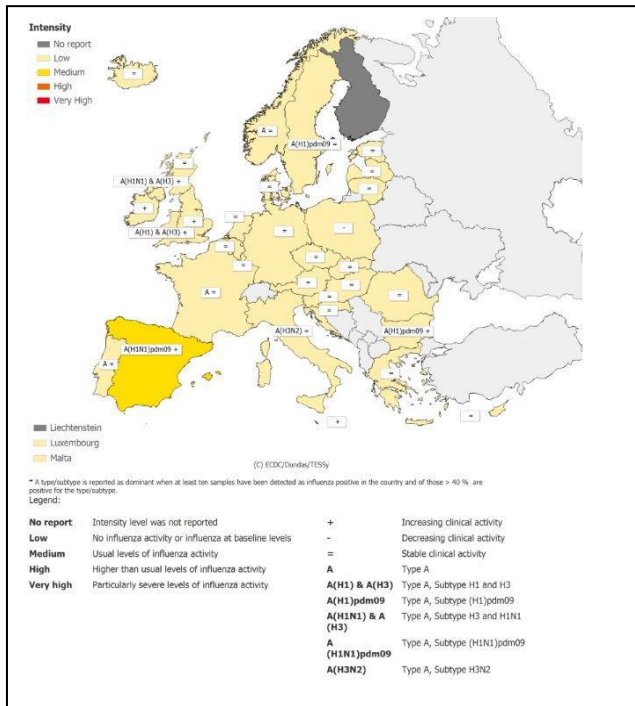 Intensity
No report
Low
Medium
High
Very High
=
A =
A(H1)pdm09 =
=
=
=
=
A(H1N1) & A(H3) +
=
+
+
A(H1) & A(H3) +
=
=
=
=
-
=
=
=
=
=
=
=
A =
A(H3N2) =
A(H1)pdm09 +
A(H1N1)pdm09 +
A +
=
=
+
Liechtenstein
Luxembourg
Malta
(C) ECDC/Dundas/TESSy
* A type/subtype is reported as dominant when at least ten samples have been detected as influenza positive in the country and of those > 40 % are
positive for the type/subtype.
Legend:
No report Intensity level was not reported + Increasing clinical activity
Low No influenza activity or influenza at baseline levels - Decreasing clinical activity
Medium Usual levels of influenza activity = Stable clinical activity
High Higher than usual levels of influenza activity A Type A
Very high Particularly severe levels of influenza activity A(H1) & A(H3) Type A, Subtype H1 and H3
A(H1)pdm09 Type A, Subtype (H1)pdm09
A(H1N1) & A Type A, Subtype H3 and H1N1
(H3)
A Type A, Subtype (H1N1)pdm09
(H1N1)pdm09
A(H3N2) Type A, Subtype H3N2